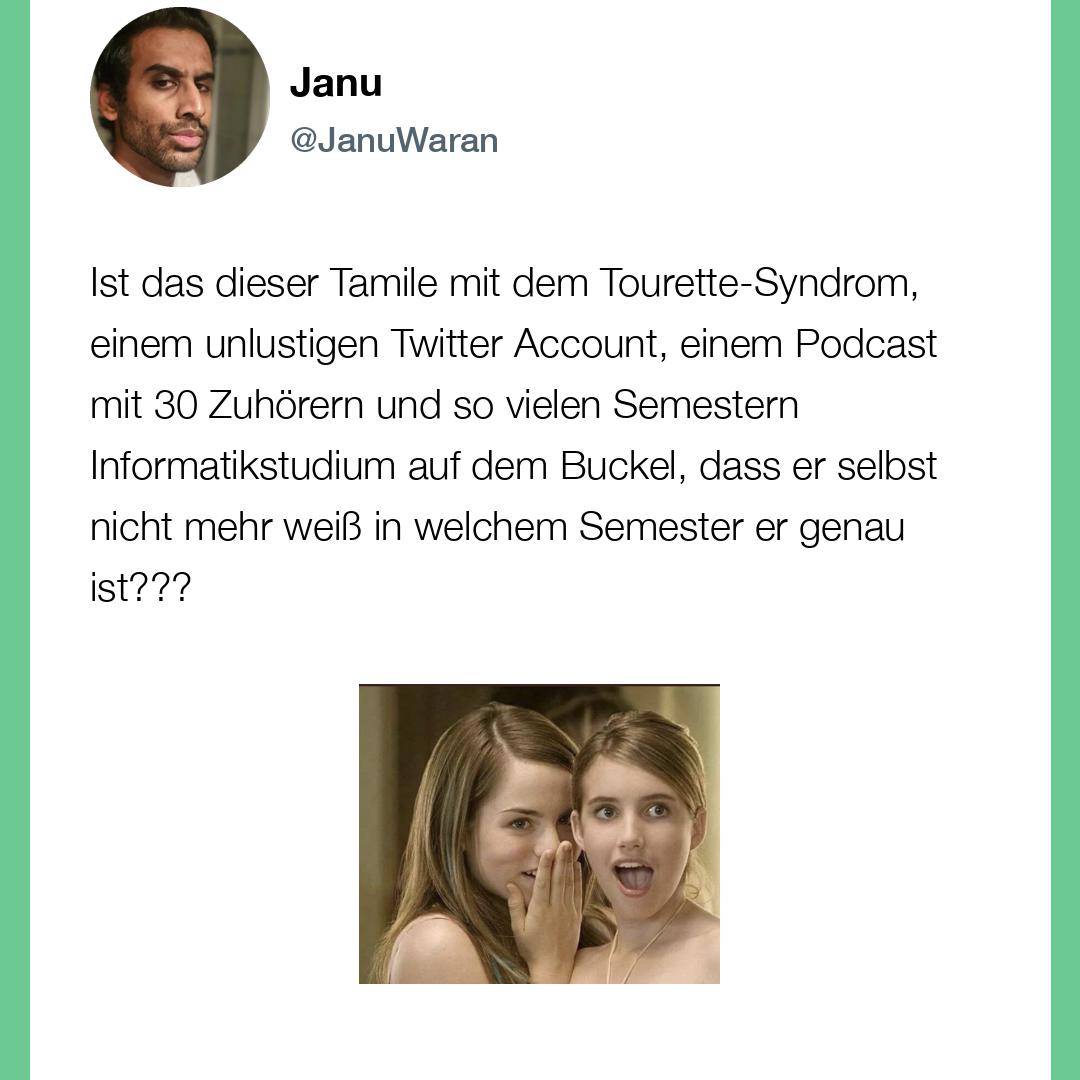 Janu
@JanuWaran
Ist das dieser Tamile mit dem Tourette-Syndrom,
einem unlustigen Twitter Account, einem Podcast
mit 30 Zuhörern und so vielen Semestern
Informatikstudium auf dem Buckel, dass er selbst
nicht mehr weiß in welchem Semester er genau
ist???